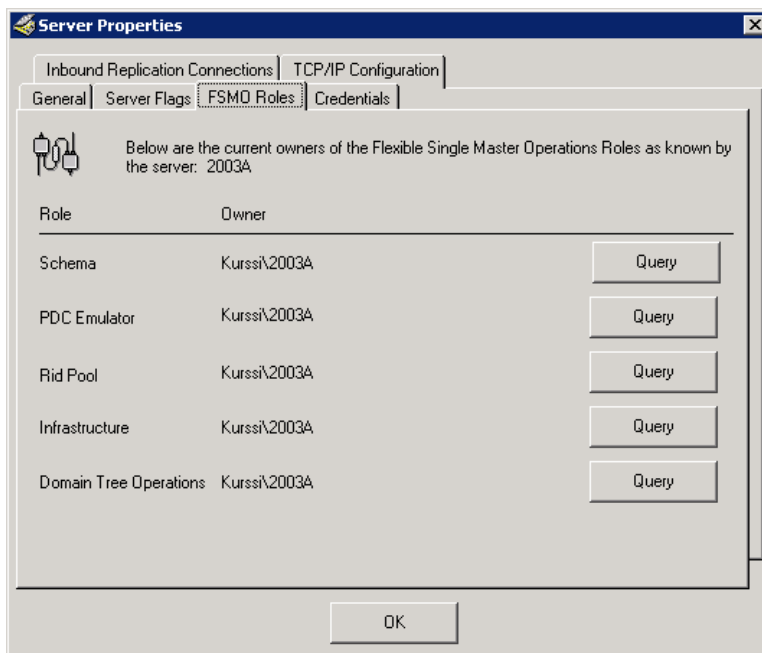 Server Properties
Inbound Replication Connections TCP/IP Configuration
General Server Flags FSMO Roles Credentials
Below are the current owners of the Flexible Single Master Operations Roles as known by
the server: 2003A
Role Owner
Schema Kurssi\2003A Query
PDC Emulator Kurssi\2003A Query
Rid Pool Kurssi\2003A Query
Infrastructure Kurssi\2003A Query
Domain Tree Operations Kurssi\2003A Query
OK